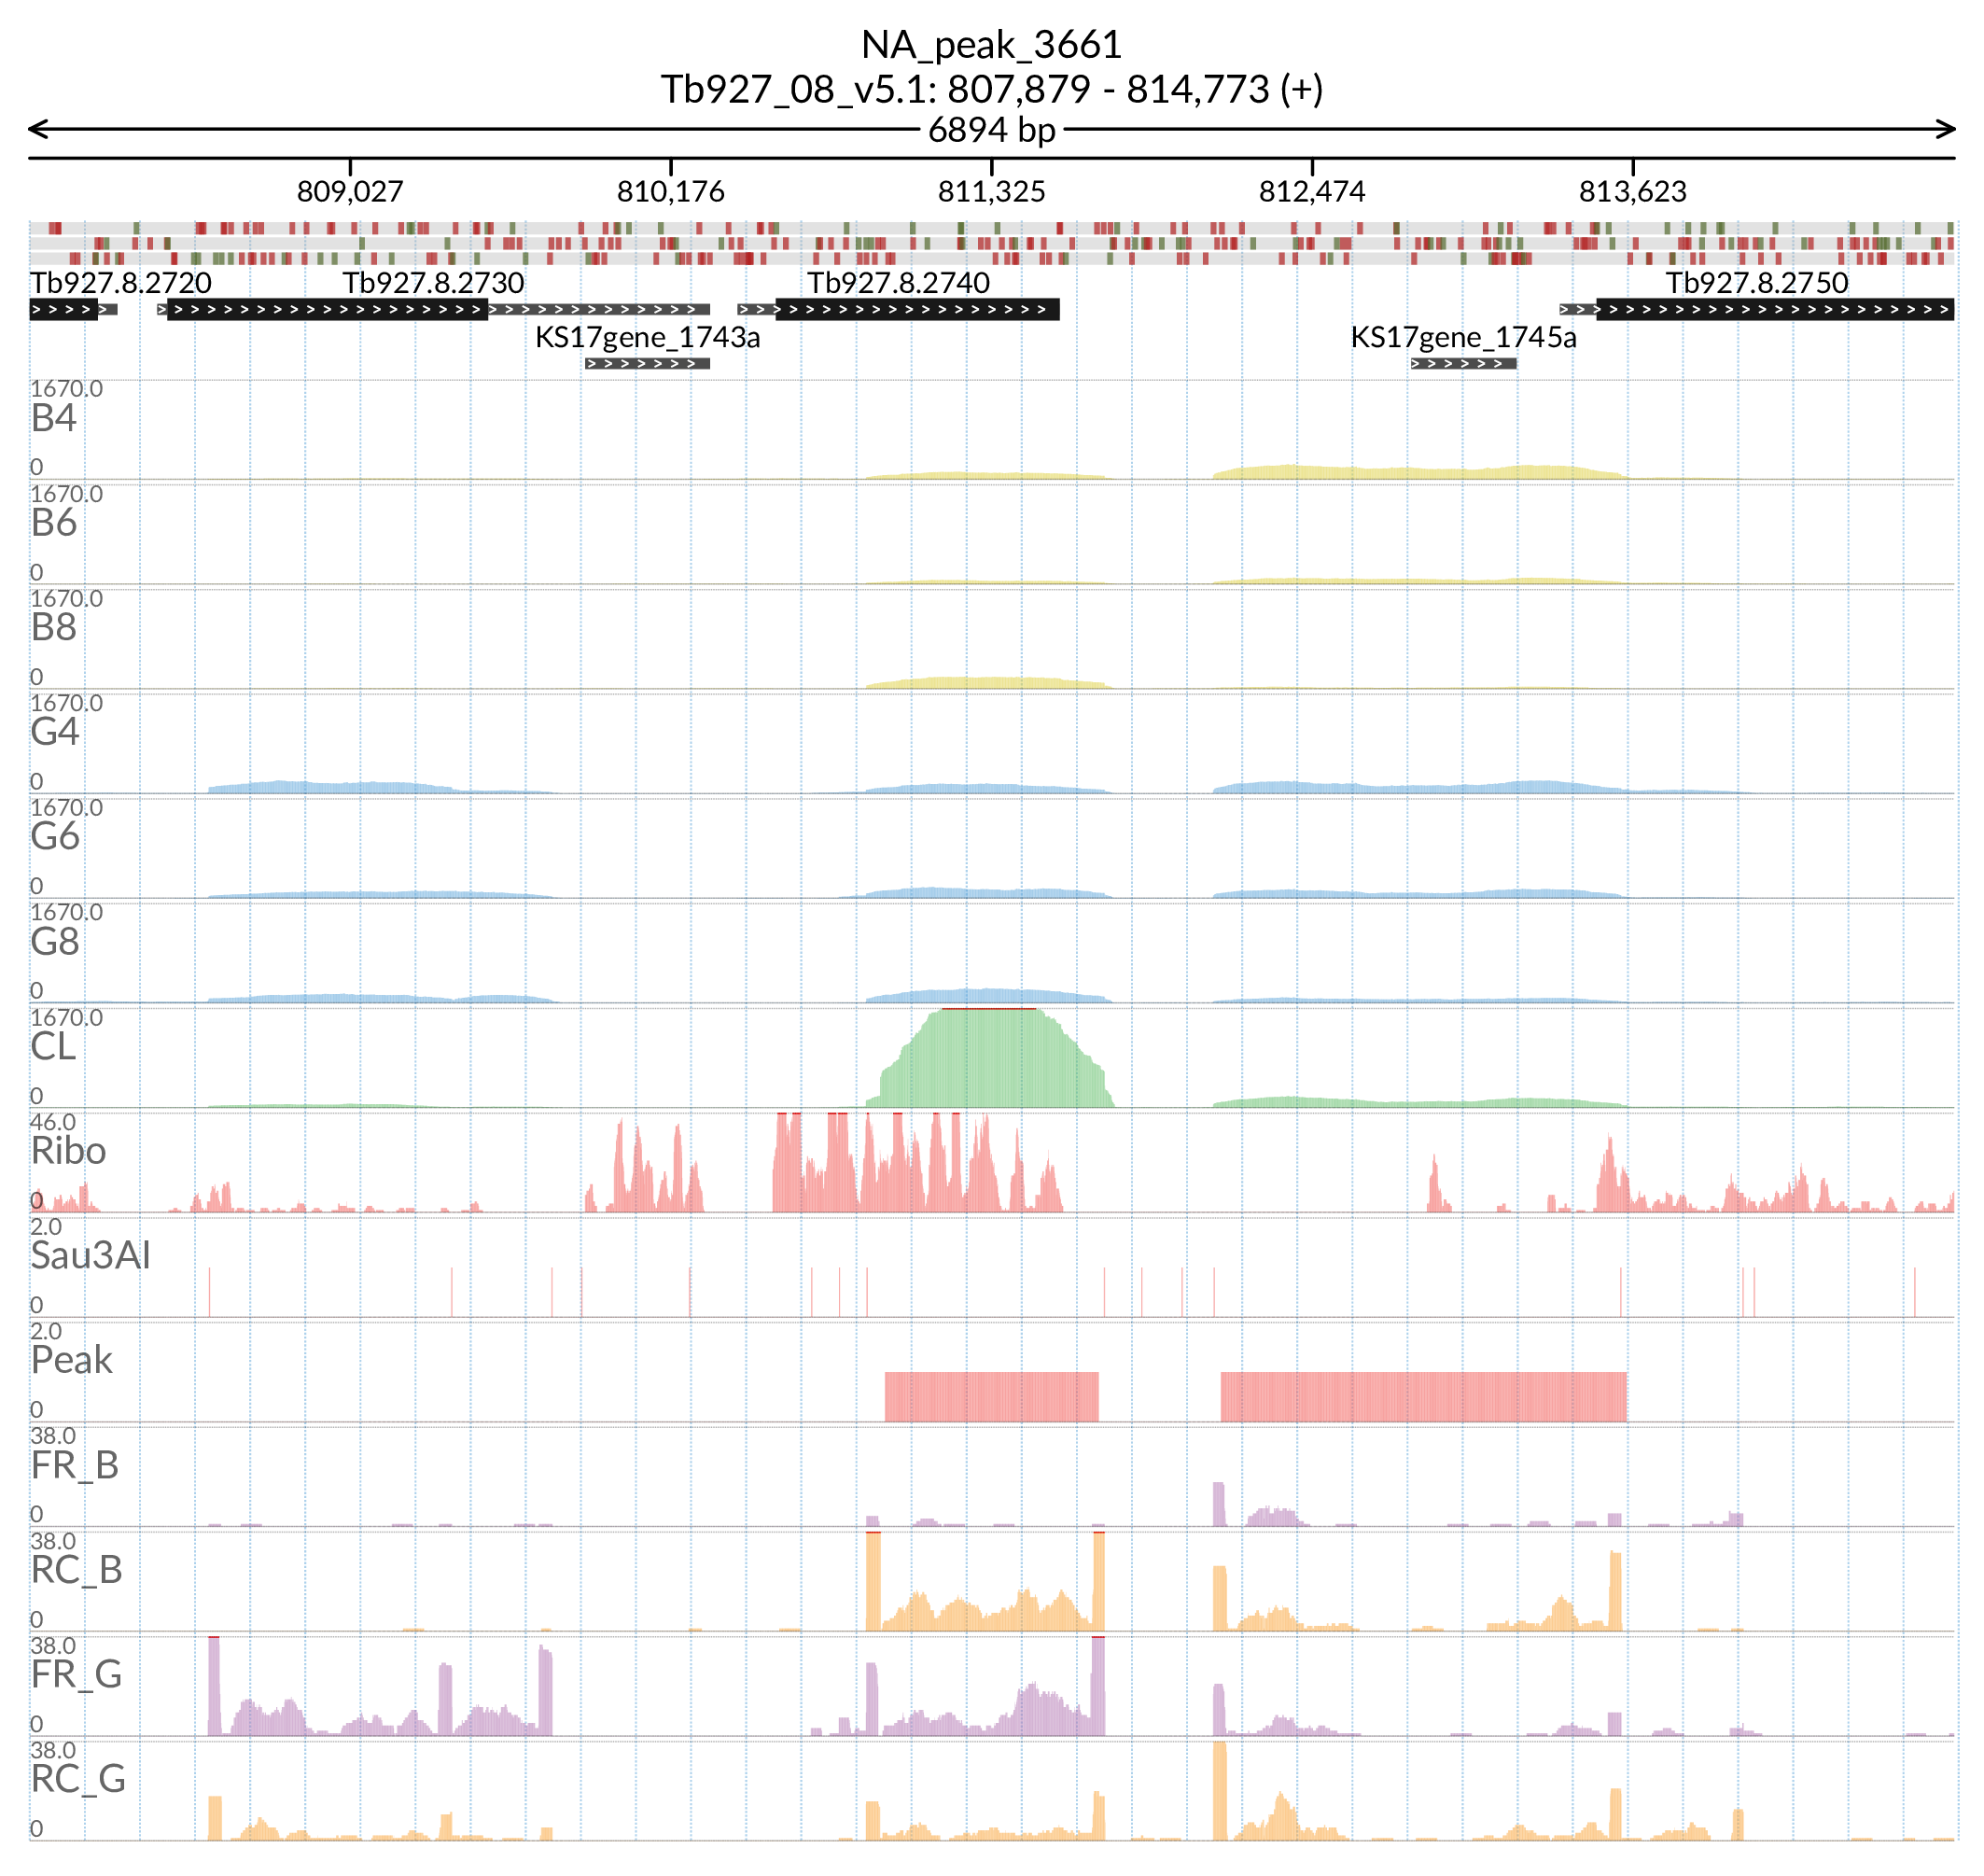 NA_peak_3661
Tb927_08_v5.1: 807,879 - 814,773 (+)
6894 bp
809,027 810,176 811,325 812,474 813,623
Tb927.8.2720 Tb927.8.2730 Tb927.8.2740 Tb927.8.2750
KS17gene_1743a KS17gene_1745a
1670.0
B4
0
1670.0
B6
0
1670.0
B8
0
1670.0
G4
0
1670.0
G6
0
1670.0
G8
0
1670.0
CL
0
46.0
Ribo
0
2.0
Sau3AI
0
2.0
Peak
0
38.0
FR_B
0
38.0
RC_B
0
38.0
FR_G
0
38.0
RC_G
0